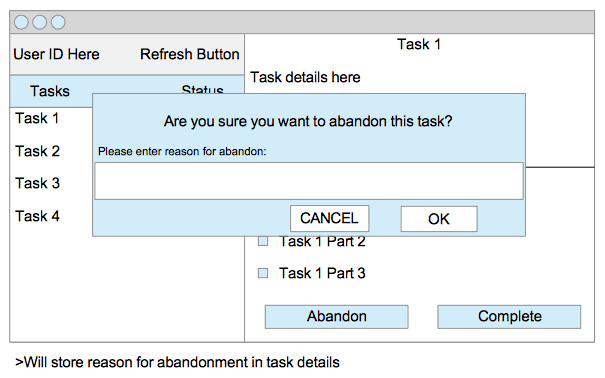 User ID Here
Refresh Button
Task 1
Task details here
Tasks
Status
Task 1
Task 2
Task 3
Task 4
Are you sure you want to abandon this task?
Please enter reason for abandon:
CANCEL
OK
Task 1 Part 2
Task 1 Part 3
Abandon
Complete
>Will store reason for abandonment in task details